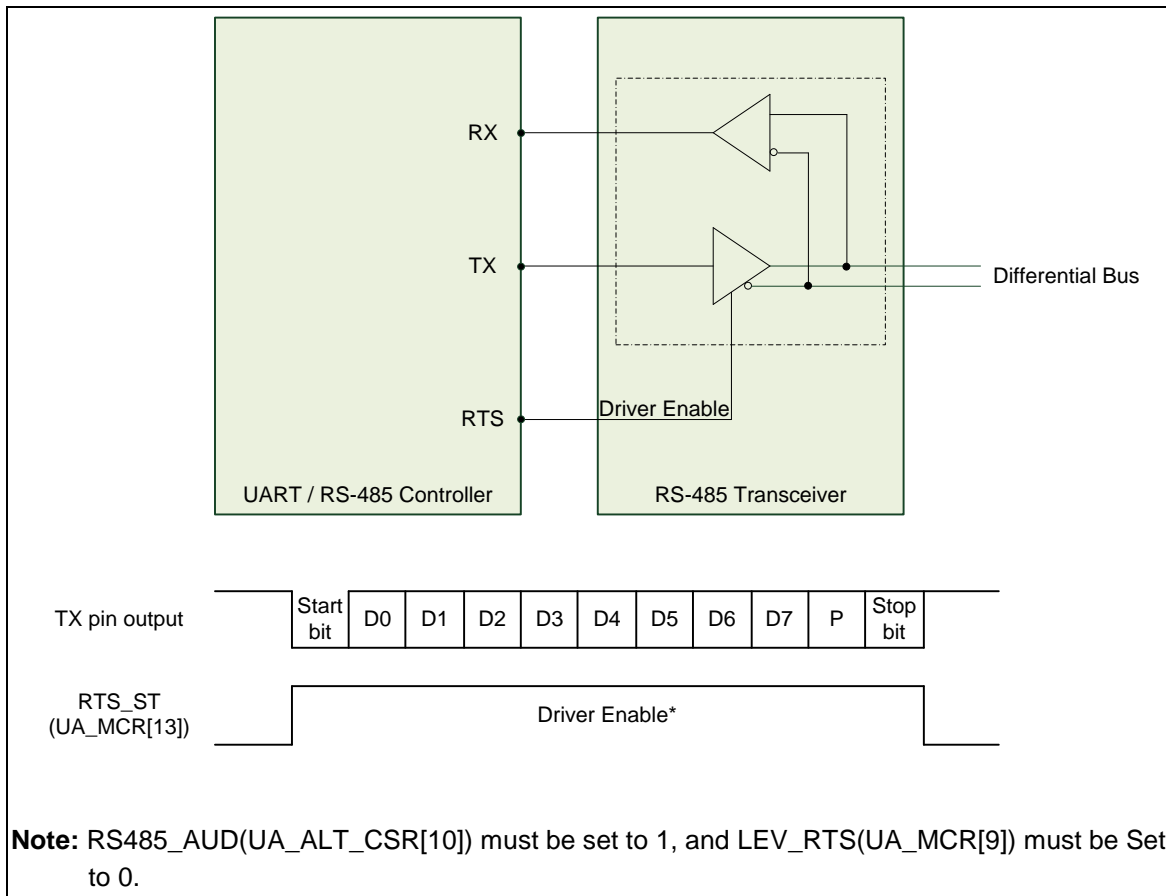 RX
TX
Differential Bus
RTS
Driver Enable
UART / RS-485 Controller
RS-485 Transceiver
TX pin output
Start bit
D0
D1
D2
D3
D4
D5
D6
D7
P
Stop bit
RTS_ST
(UA_MCR[13])
Driver Enable*
Note: RS485_AUD(UA_ALT_CSR[10]) must be set to 1, and LEV_RTS(UA_MCR[9]) must be Set
to 0.